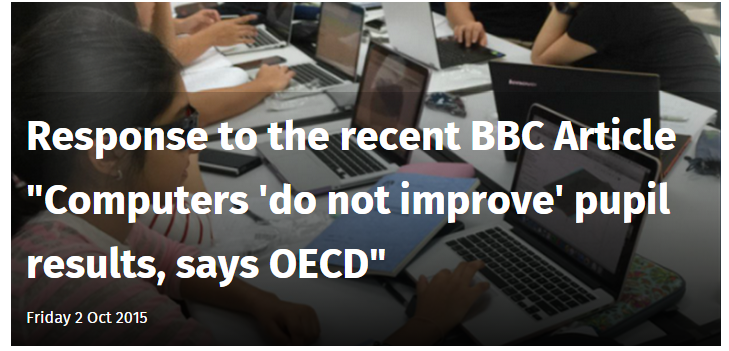 Response to the recent BBC Article
"Computers 'do not improve' pupil
results, says OECD"
Friday 2 Oct 2015